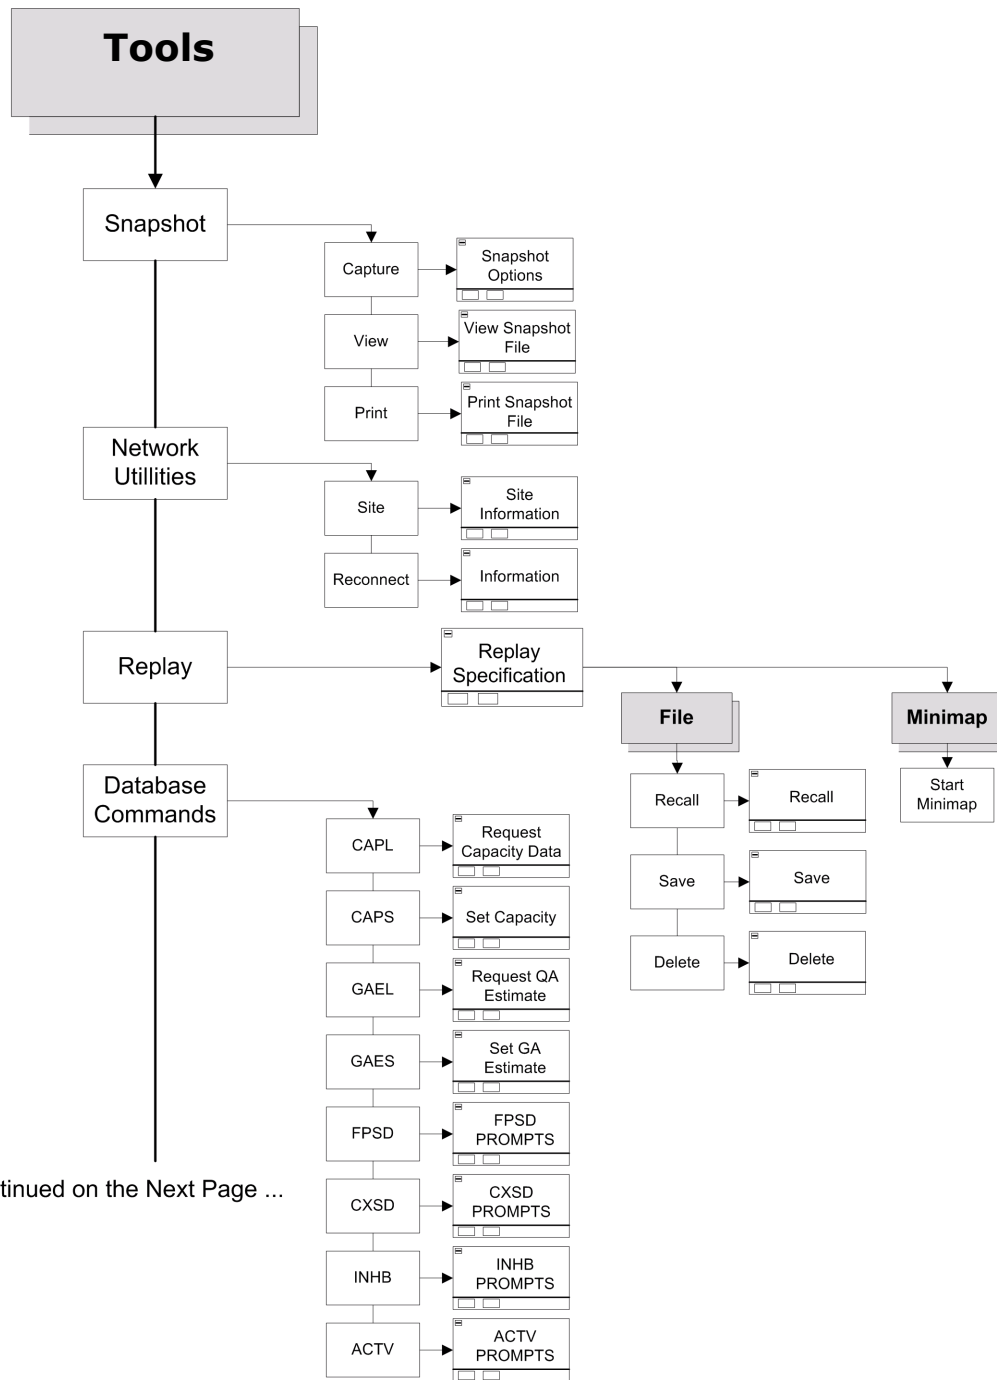 Tools
Snapshot
Capture
Snapshot
Options
View
View Snapshot
File
Print
Print Snapshot
File
Network
Utillities
Site
Site
Information
Reconnect
Information
Replay
Replay
Specification
File
Minimap
Recall
Recall
Start
Minimap
Save
Save
Delete
Delete
Database
Commands
CAPL
Request
Capacity Data
CAPS
Set Capacity
GAEL
Request QA
Estimate
GAES
Set GA
Estimate
FPSD
FPSD
PROMPTS
CXSD
CXSD
PROMPTS
INHB
INHB
PROMPTS
ACTV
ACTV
PROMPTS
tinued on the Next Page ...